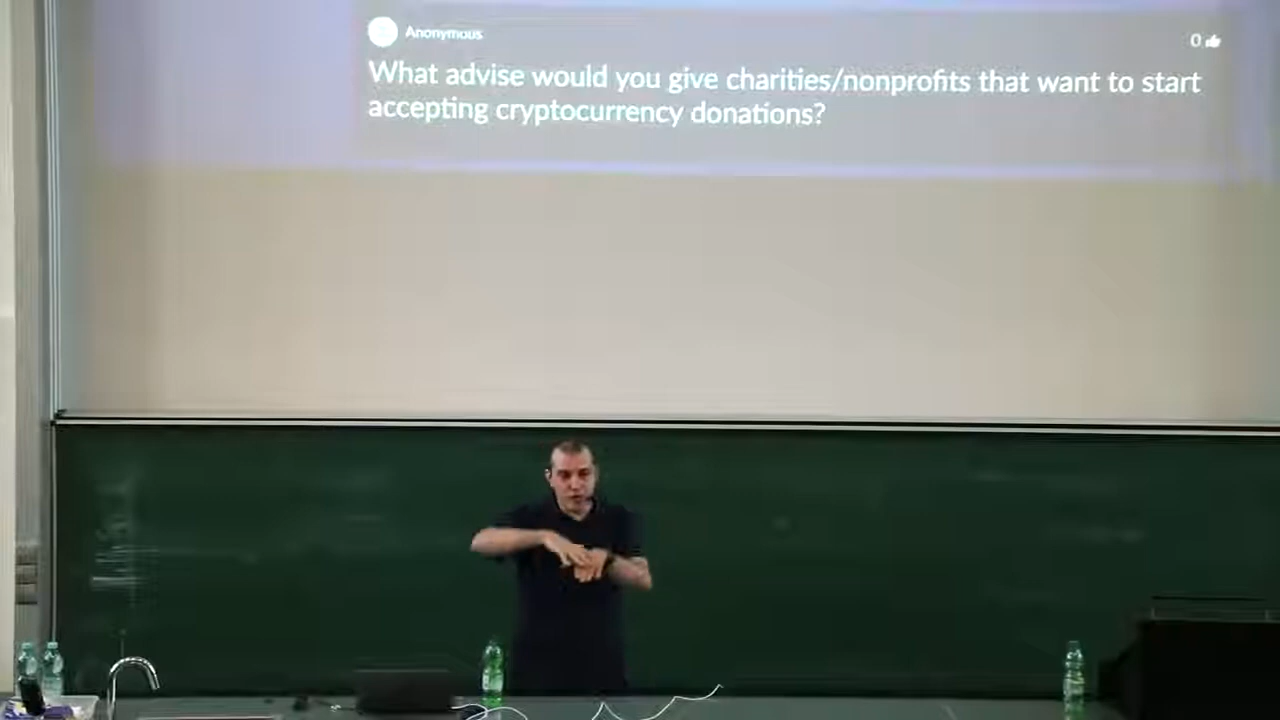 Anonymous
0
What advise would you give charities/nonprofits that want to start
accepting cryptocurrency donations?